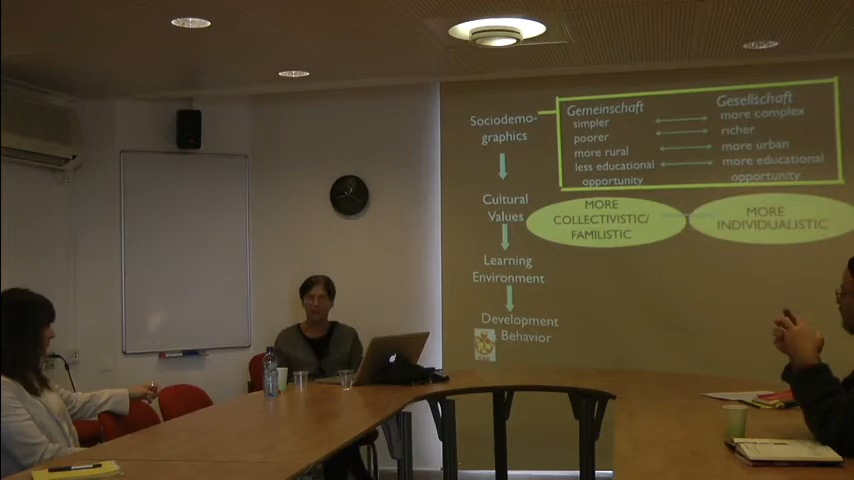 Sociodemo-
graphics
Cultural
Values
Learning
Environment
Development
Behavior
Gemeinschaft
simpler
poorer
more rural
less educational
opportunity
Gesellschaft
more complex
richer
more urban
more educational
opportunity
MORE
COLLECTIVISTIC/
FAMILISTIC
MORE
INDIVIDUALISTIC